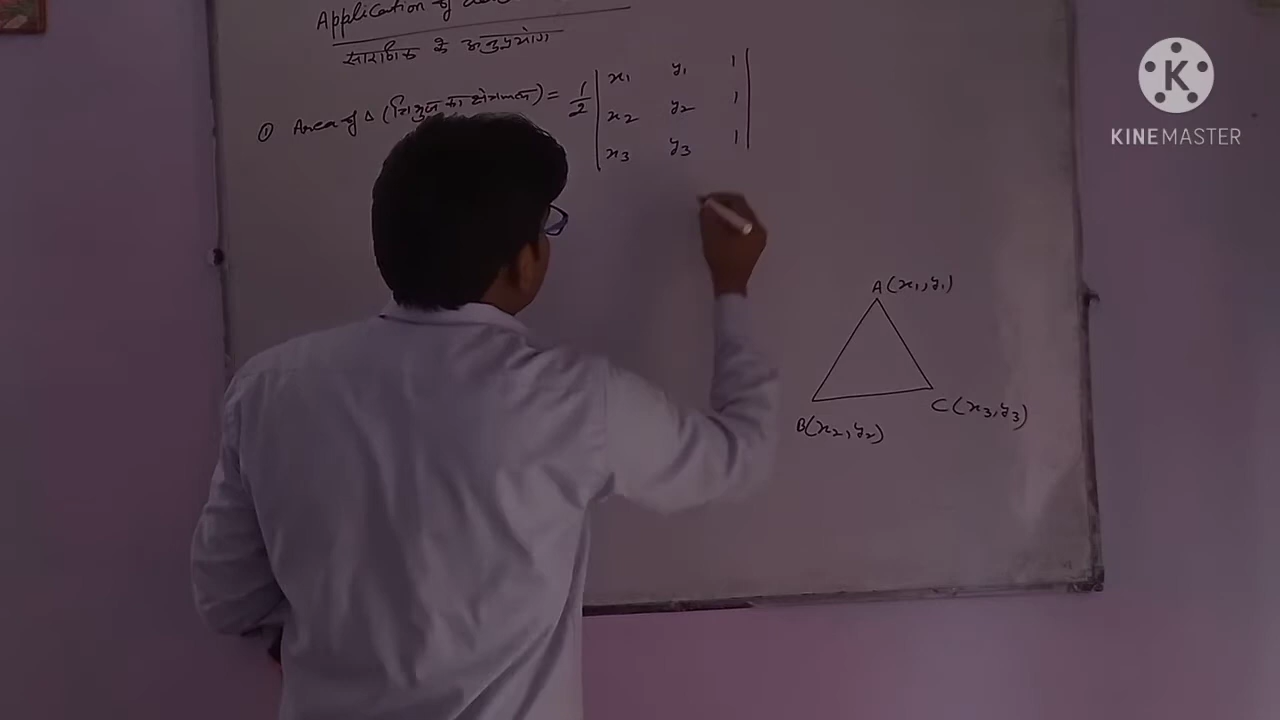 Application of
सारणिक के अनुप्रयोग
① Area of Δ (त्रिभुज का क्षेत्रफल) = 1/2 | x₁ y₁ 1 |
| x₂ y₂ 1 |
| x₃ y₃ 1 |
A(x₁, y₁)
B(x₂, y₂)
C(x₃, y₃)
K
KINEMASTER